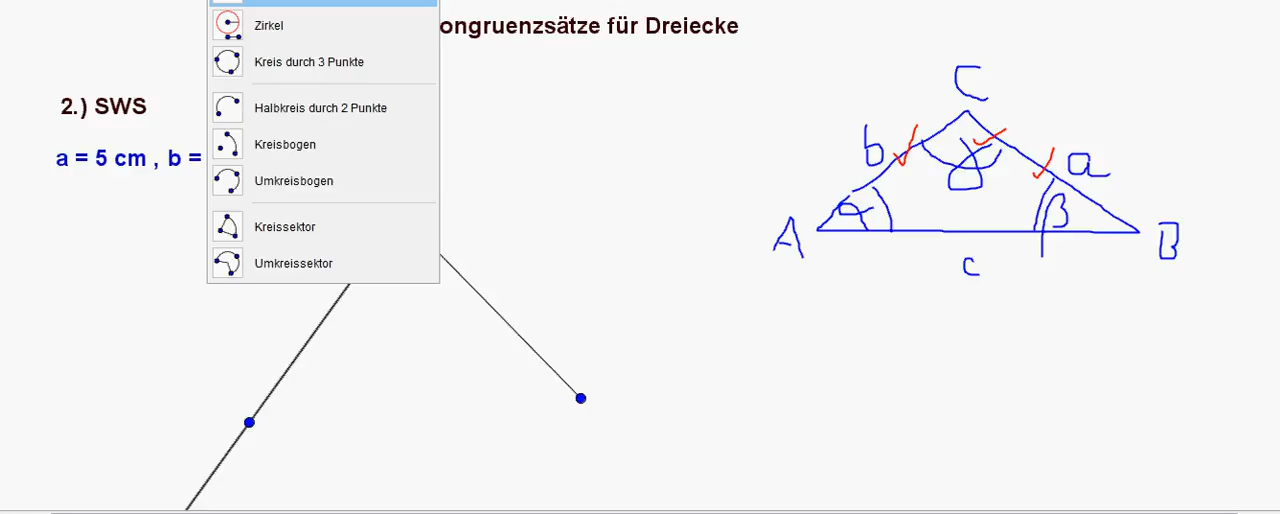 ongruenzsätze für Dreiecke
Zirkel
Kreis durch 3 Punkte
Halbkreis durch 2 Punkte
Kreisbogen
Umkreisbogen
Kreissektor
Umkreissektor
2.) SWS
a = 5 cm , b =
C
b
a
α
β
A
B
c